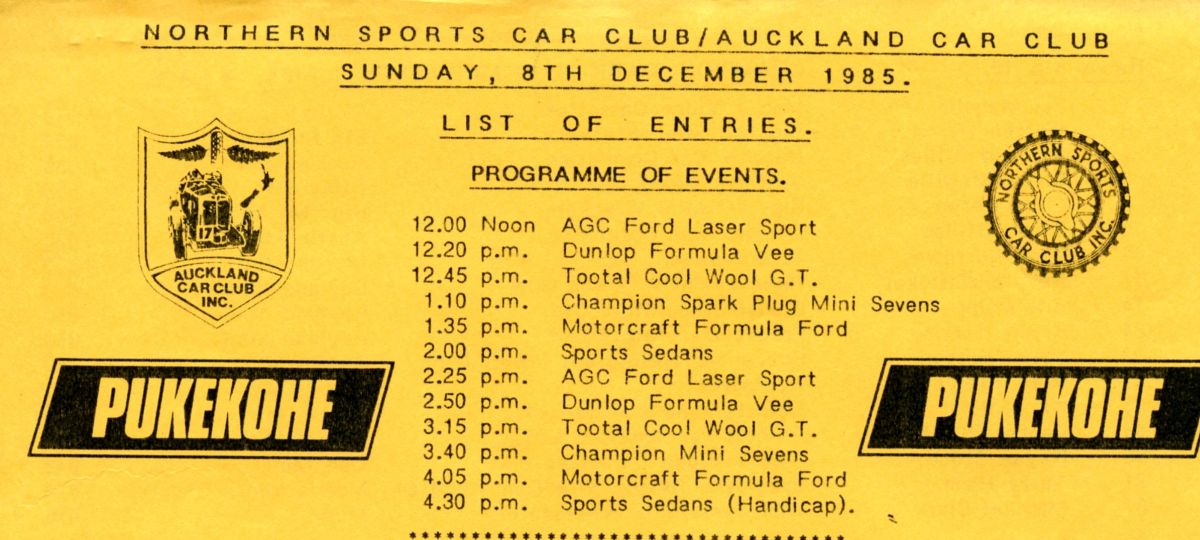 NORTHERN SPORTS CAR CLUB/AUCKLAND CAR CLUB
SUNDAY, 8TH DECEMBER 1985.
LIST OF ENTRIES.
PROGRAMME OF EVENTS.
17
AUCKLAND
CAR CLUB
INC.
NORTHERN SPORTS
CAR CLUB INC.
12.00 Noon AGC Ford Laser Sport
12.20 p.m. Dunlop Formula Vee
12.45 p.m. Tootal Cool Wool G.T.
1.10 p.m. Champion Spark Plug Mini Sevens
1.35 p.m. Motorcraft Formula Ford
2.00 p.m. Sports Sedans
2.25 p.m. AGC Ford Laser Sport
2.50 p.m. Dunlop Formula Vee
3.15 p.m. Tootal Cool Wool G.T.
3.40 p.m. Champion Mini Sevens
4.05 p.m. Motorcraft Formula Ford
4.30 p.m. Sports Sedans (Handicap).
PUKEKOHE
PUKEKOHE
***********************************